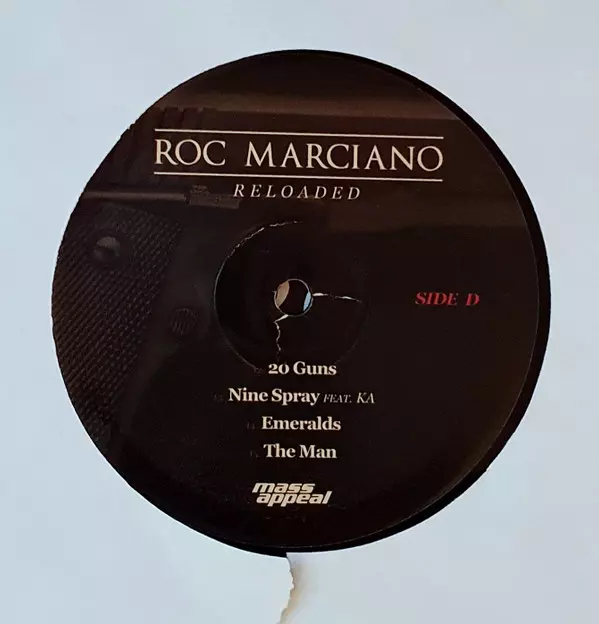 ROC MARCIANO
RELOADED
SIDE D
20 Guns
Nine Spray FEAT. KA
Emeralds
The Man
mass
appeal